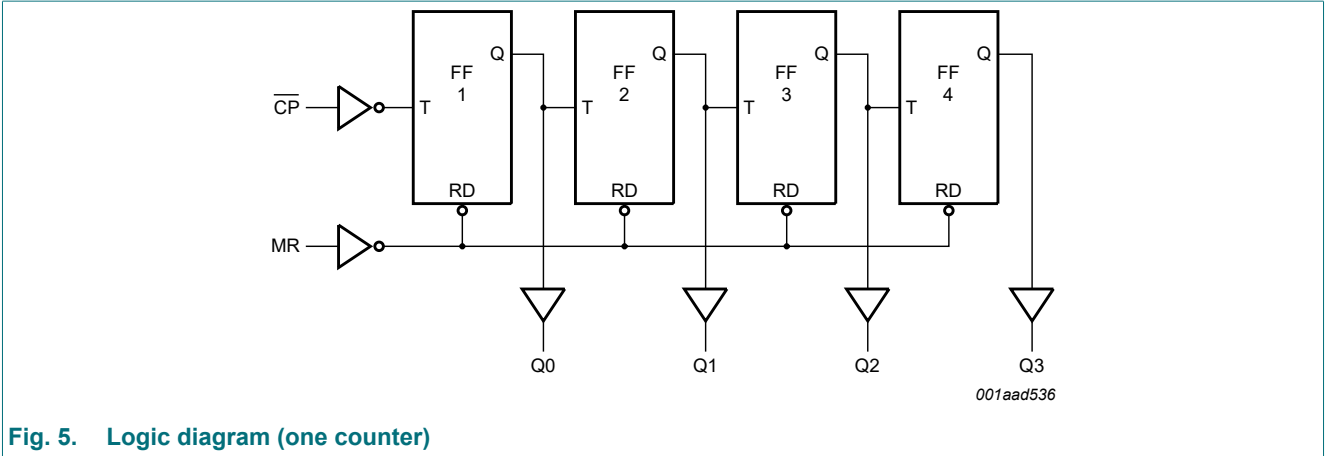 Q Q Q Q
FF FF FF FF
1 2 3 4
CP T T T T
RD RD RD RD
MR
Q0 Q1 Q2 Q3
001aad536
Fig. 5. Logic diagram (one counter)